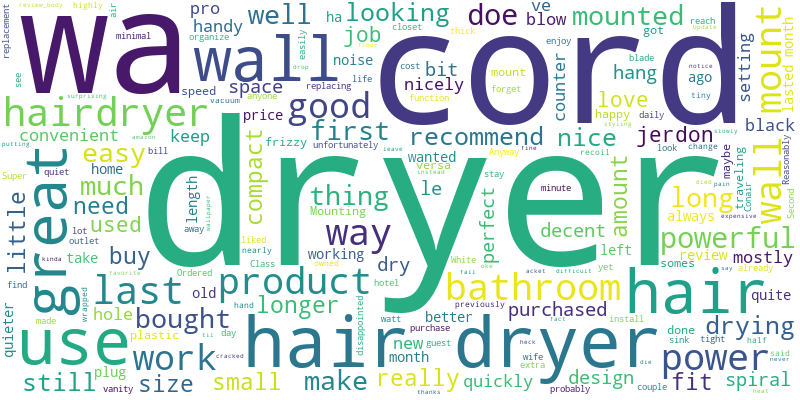 replacement
review_body
highly
air
wa
cord
wall
well
looking
doe
ve
blow
pro
handy
ha
closet
reach
Update
job
mounted
got
thick
enjoy
tiny
organize
easily
noise
bit
counter
hang
ago
setting
mount
lasted month
minimal
see
speed
space
life
nicely
cost
mount
blade
notice
surprising
vacuum
anyone
replacing
drop
function
forget
love
daily
styling
slowly
hairdryer
good
price
happy
black
putting
amazon
first
recommend
nice
jerdon
convenient
keep
frizzy
unfortunately
leave
fine
look
change
wall
Super
quiet
bill
Anyway
recoil
maybe
great
easy
compact
wanted
versa
instead
dryer
long
died
Conair
Reasonably
home
thing
le
stay
minute
amount
pain
traveling
much
length
perfect
always
expensive
Second
little
need
used
away
wallpaper
Mounting
way
decent
left
powerful
lot
outlet
working
dry
White
yet
review
mostly
take
buy
kinda
liked
nearly
fail
oke
somes
already
find
last
Ordered
Class
hotel
bathroom
hair
favorite
product
owned
acket
difficult
quite
quieter
made
wrapped
hole
old
hand
longer
previously
purchased
install
drying
use
bought
hair dryer
disappointed
watt
better
fact
done
sink
tight
say
half
plastic
til
day
new
purchase
heck
power
said
never
still
plug
work
cracked
month
guest
wife
die
vanity
size
small
make
really
quickly
extra
design
couple
fit
spiral
thanks
probably
heat